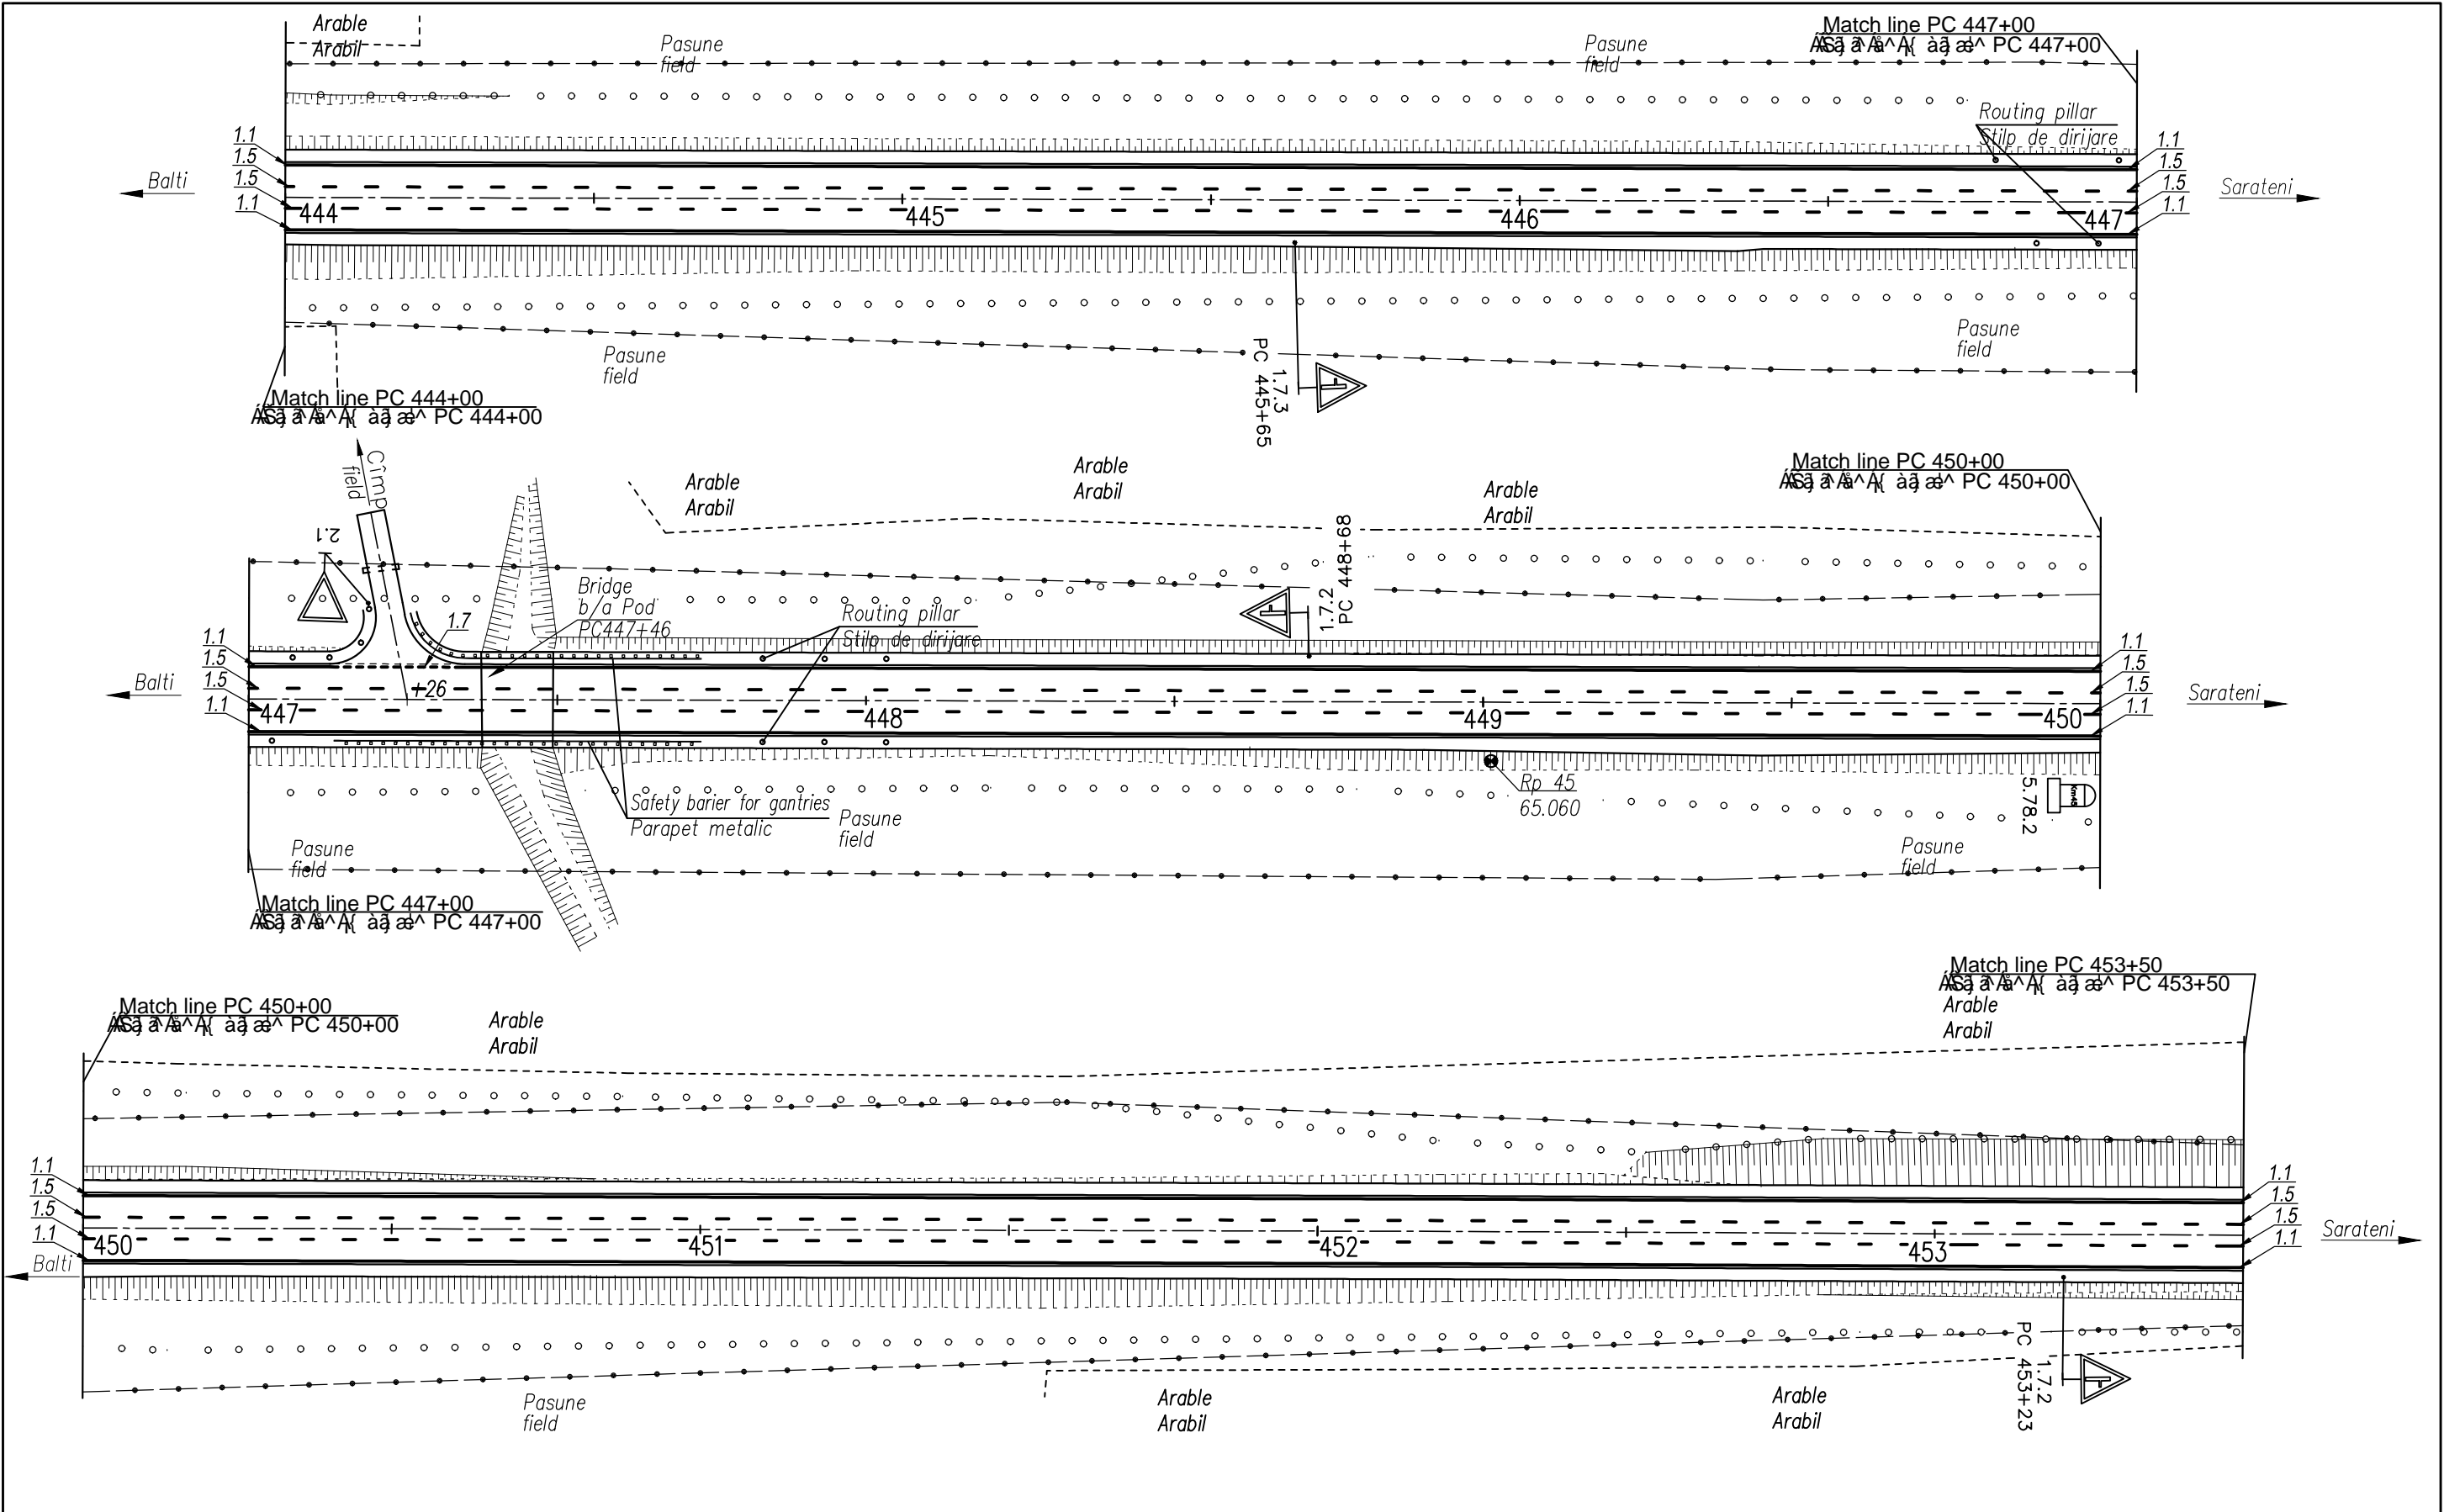 Arable
Arabil
Pasune
field
Pasune
field
Match line PC 447+00
PC 447+00
Routing pillar
Stilp de dirijare
1.1
1.5
1.5
1.1
Balti
444
445
446
447
1.1
1.5
1.5
1.1
Sarateni
Pasune
field
PC 445+65
1.7.3
Pasune
field
Match line PC 444+00
PC 444+00
Cîmp
field
2.1
Arable
Arabil
Arable
Arabil
Arable
Arabil
Match line PC 450+00
PC 450+00
1.7.2
PC 448+68
Bridge
b/a Pod
PC447+46
Routing pillar
Stilp de dirijare
1.7
1.1
1.5
1.5
1.1
Balti
+26
447
448
449
450
1.1
1.5
1.5
1.1
Sarateni
Safety barier for gantries
Parapet metalic
Pasune
field
Rp 45
65.060
5.78.2
Km45
Pasune
field
Pasune
field
Match line PC 447+00
PC 447+00
Match line PC 450+00
PC 450+00
Arable
Arabil
Match line PC 453+50
PC 453+50
Arable
Arabil
1.1
1.5
1.5
1.1
Balti
450
451
452
453
1.1
1.5
1.5
1.1
Sarateni
PC 453+23
1.7.2
Pasune
field
Arable
Arabil
Arable
Arabil